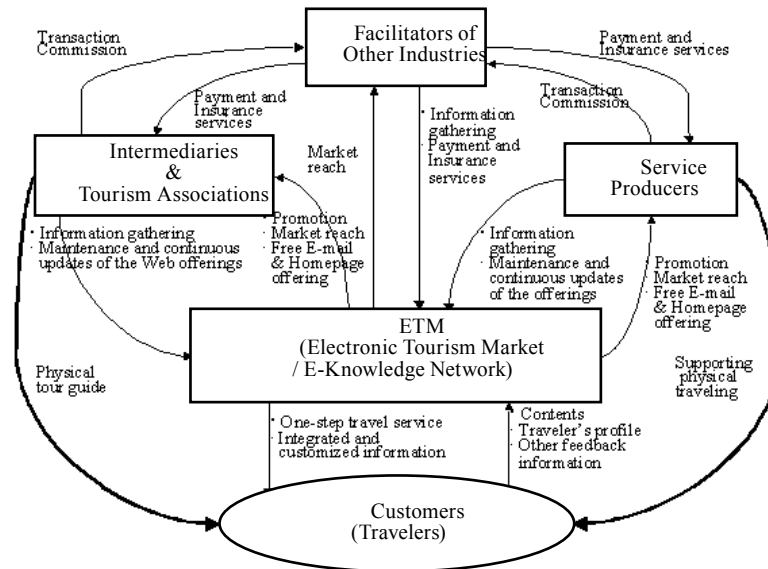 Transaction
Commission
Facilitators of
Other Industries
Payment and
Insurance services
Payment and
Insurance
services
Transaction
Commission
· Information
gathering
· Payment and
Insurance
services
Market
reach
Intermediaries
&
Tourism Associations
Service
Producers
· Information gathering
· Maintenance and continuous
updates of the Web offerings
· Promotion
· Market reach
· Free E-mail
& Homepage
offering
· Information
gathering
· Maintenance and
continuous updates
of the offerings
· Promotion
· Market reach
· Free E-mail
& Homepage
offering
ETM
(Electronic Tourism Market
/ E-Knowledge Network)
Physical
tour guide
Supporting
physical
traveling
· One-step travel service
· Integrated and
customized information
Contents
· Traveler's profile
· Other feedback
information
Customers
(Travelers)